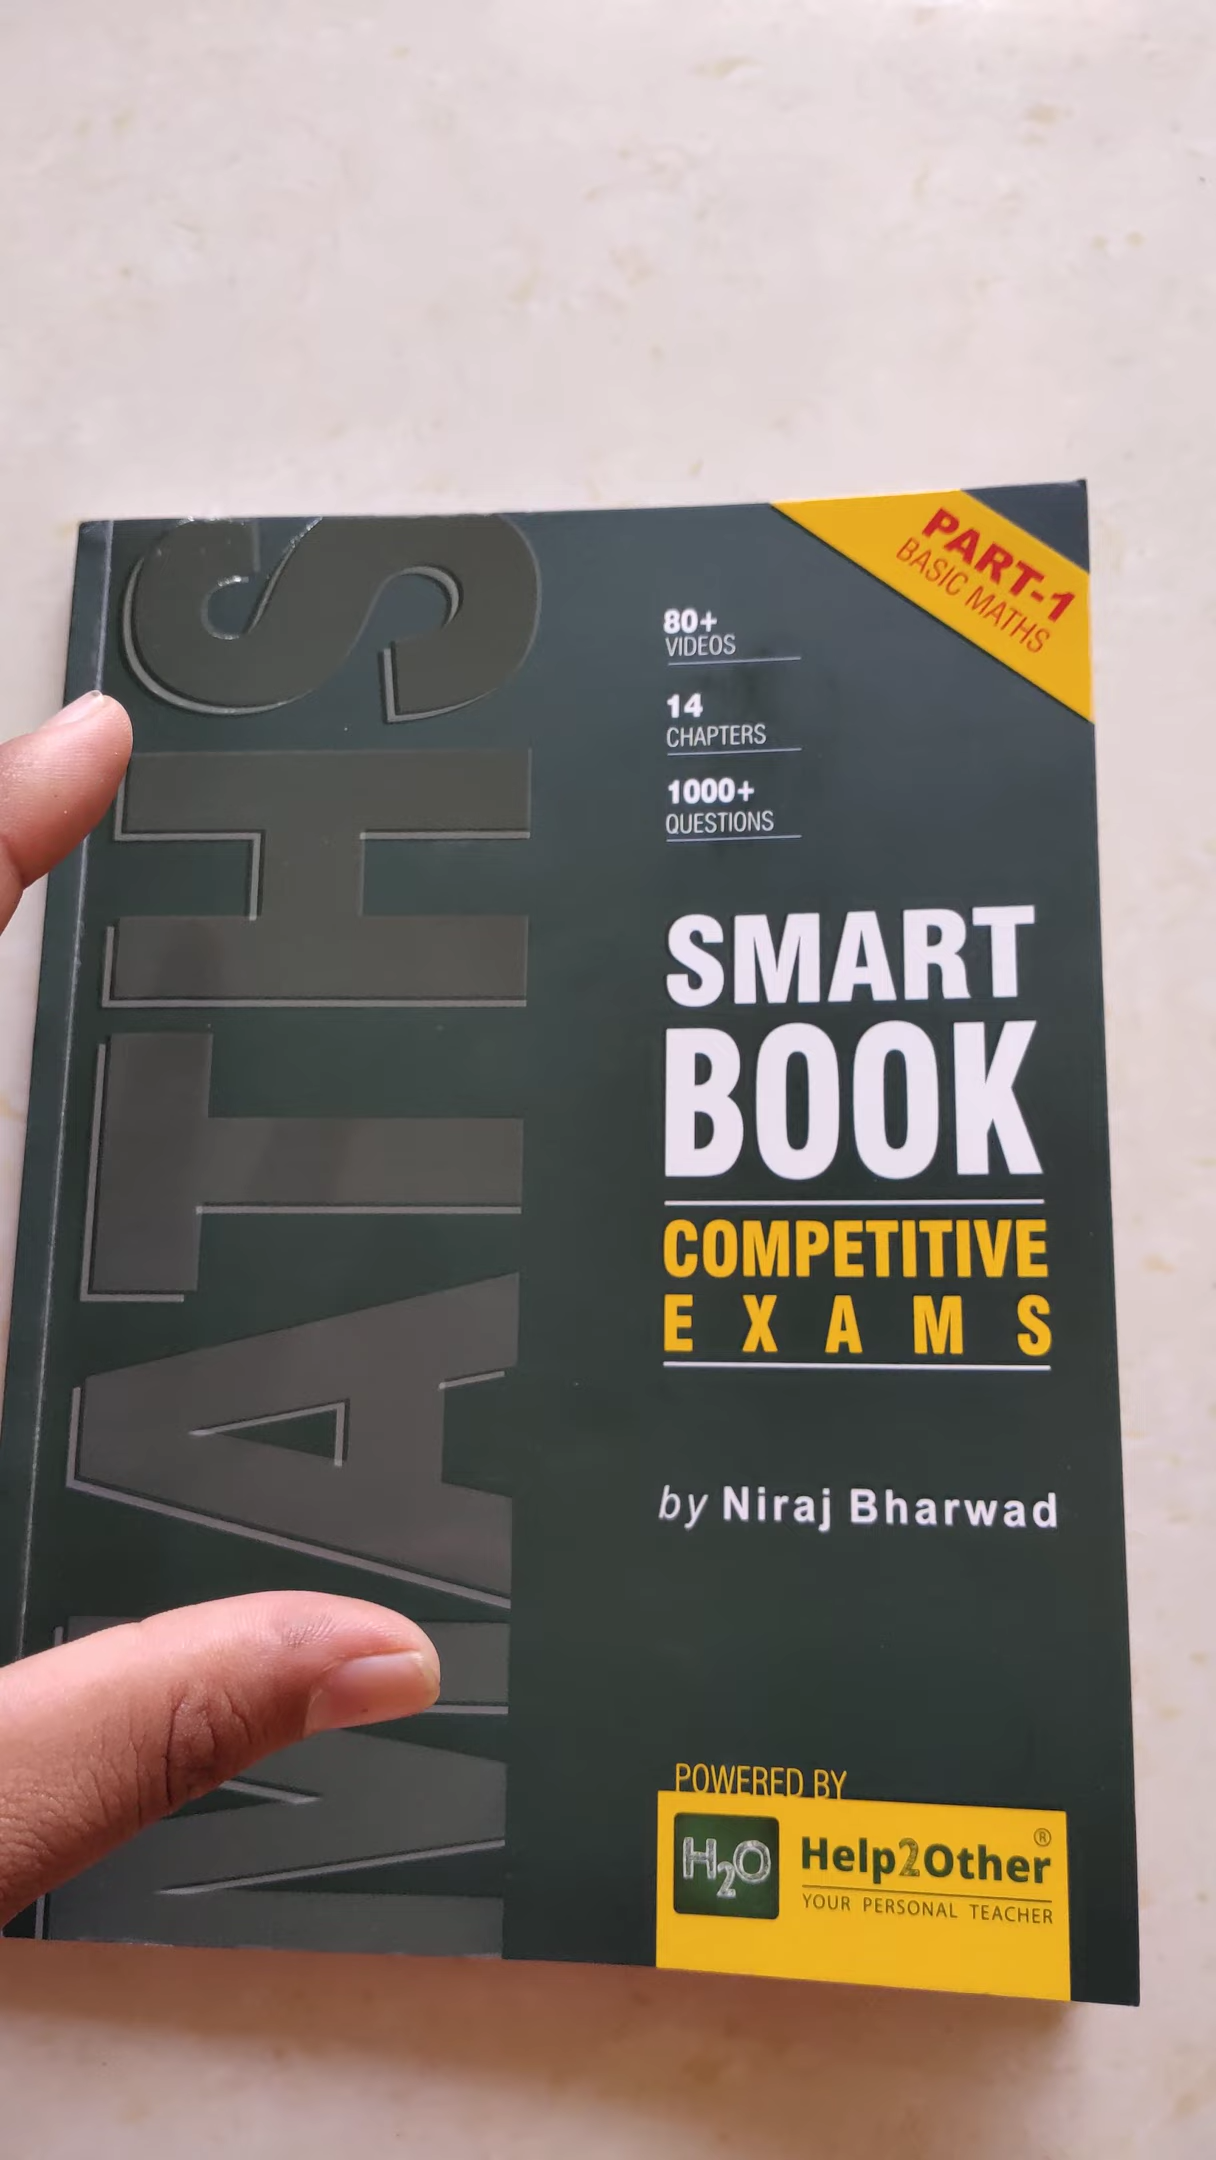 MATHS
PART-1
BASIC MATHS
80+
VIDEOS
14
CHAPTERS
1000+
QUESTIONS
SMART
BOOK
COMPETITIVE
EXAMS
by Niraj Bharwad
POWERED BY
H2O
Help2Other®
YOUR PERSONAL TEACHER